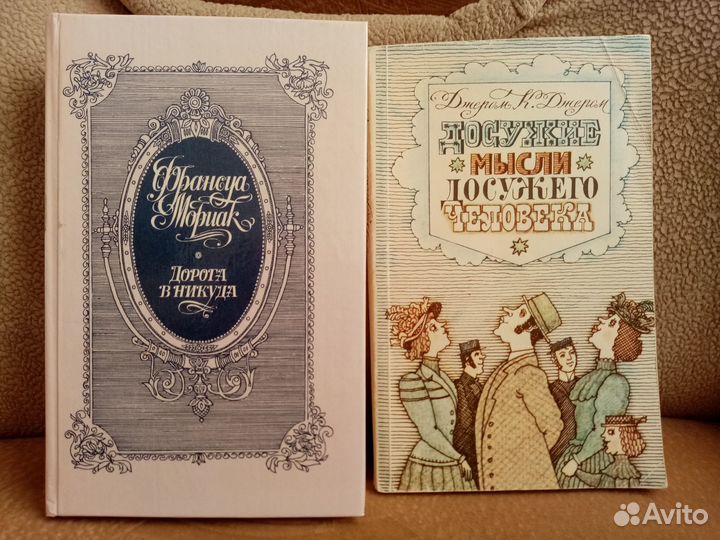 Франсуа
Мориак
Дорога
в никуда
Джером К. Джером
Досужие
мысли
досужего
человека
Avito